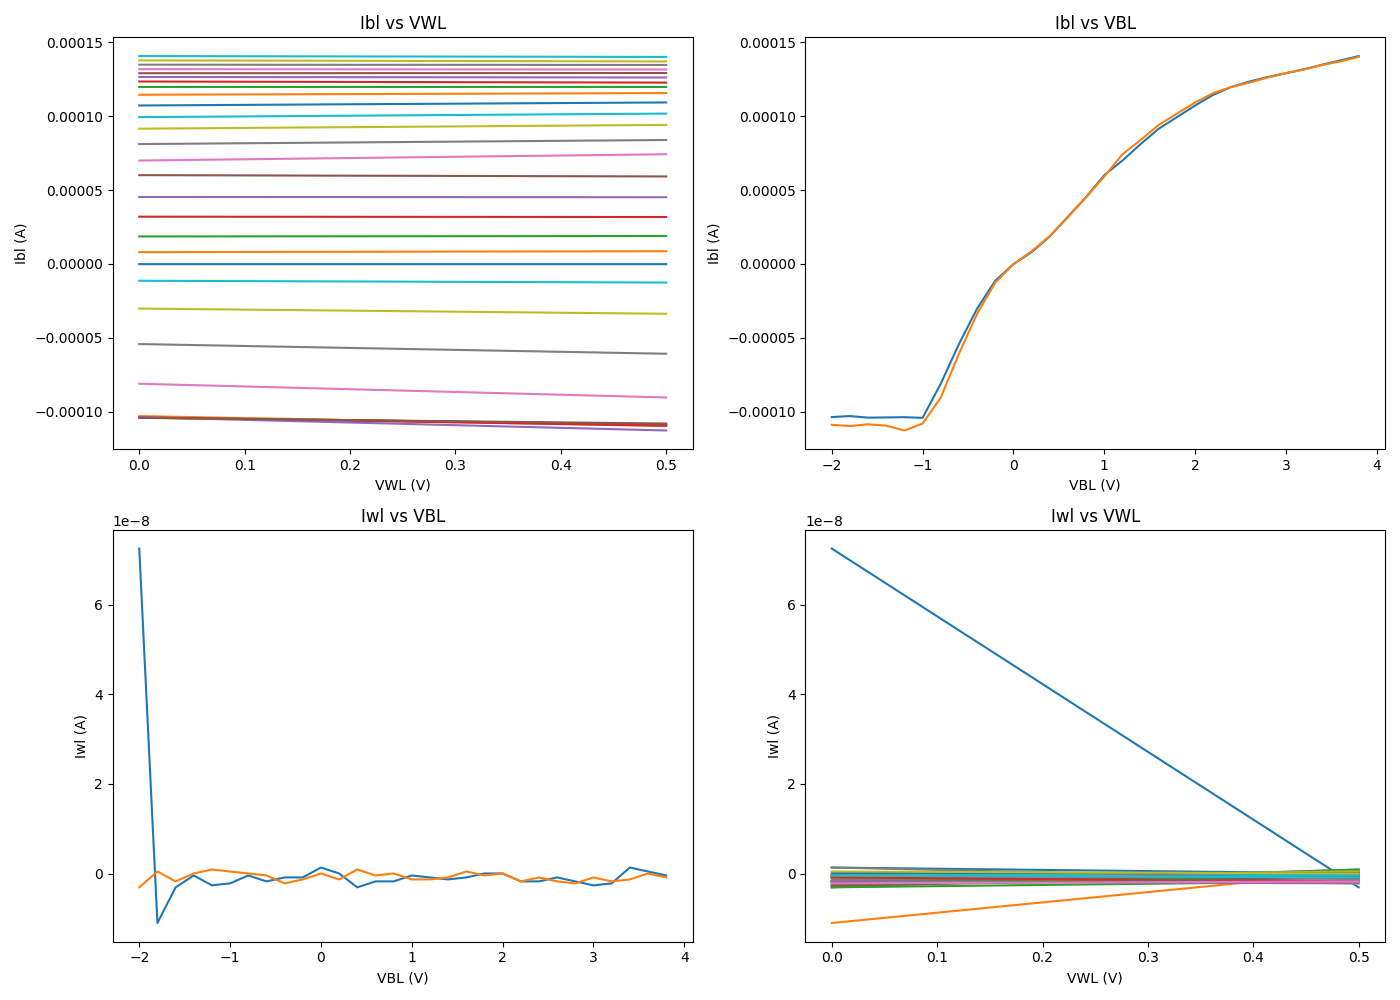 Ibl vs VWL
Ibl (A)
0.00015
0.00010
0.00005
0.00000
−0.00005
−0.00010
0.0 0.1 0.2 0.3 0.4 0.5
VWL (V)
Ibl vs VBL
Ibl (A)
0.00015
0.00010
0.00005
0.00000
−0.00005
−0.00010
−2 −1 0 1 2 3 4
VBL (V)
Iwl vs VBL
1e−8
Iwl (A)
6
4
2
0
−2 −1 0 1 2 3 4
VBL (V)
Iwl vs VWL
1e−8
Iwl (A)
6
4
2
0
0.0 0.1 0.2 0.3 0.4 0.5
VWL (V)